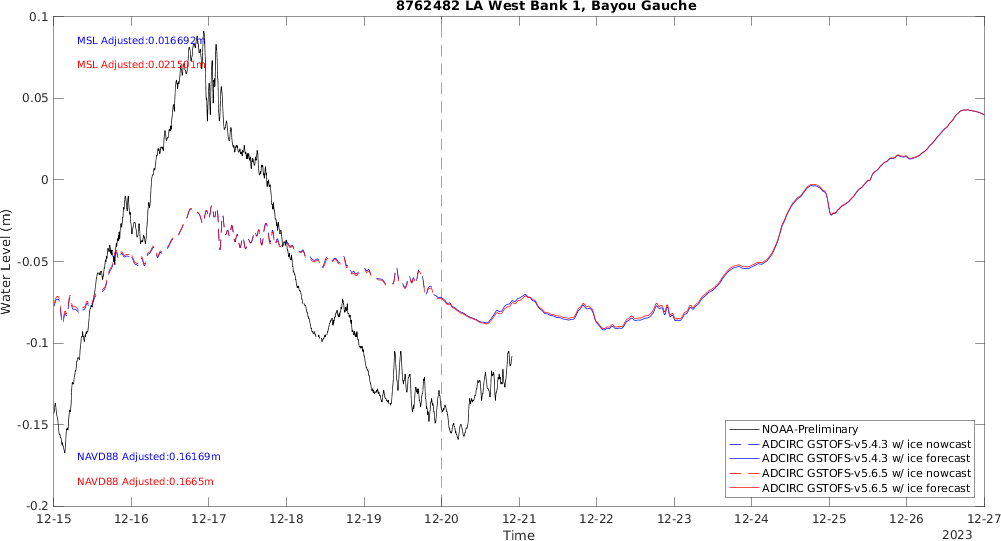 8762482 LA West Bank 1, Bayou Gauche
0.1
MSL Adjusted:0.016692m
MSL Adjusted:0.021501m
0.05
0
-0.05
-0.1
-0.15
-0.2
Water Level (m)
NAVD88 Adjusted:0.16169m
NAVD88 Adjusted:0.1665m
NOAA-Preliminary
ADCIRC GSTOFS-v5.4.3 w/ ice nowcast
ADCIRC GSTOFS-v5.4.3 w/ ice forecast
ADCIRC GSTOFS-v5.6.5 w/ ice nowcast
ADCIRC GSTOFS-v5.6.5 w/ ice forecast
12-15 12-16 12-17 12-18 12-19 12-20 12-21 12-22 12-23 12-24 12-25 12-26 12-27
Time
2023